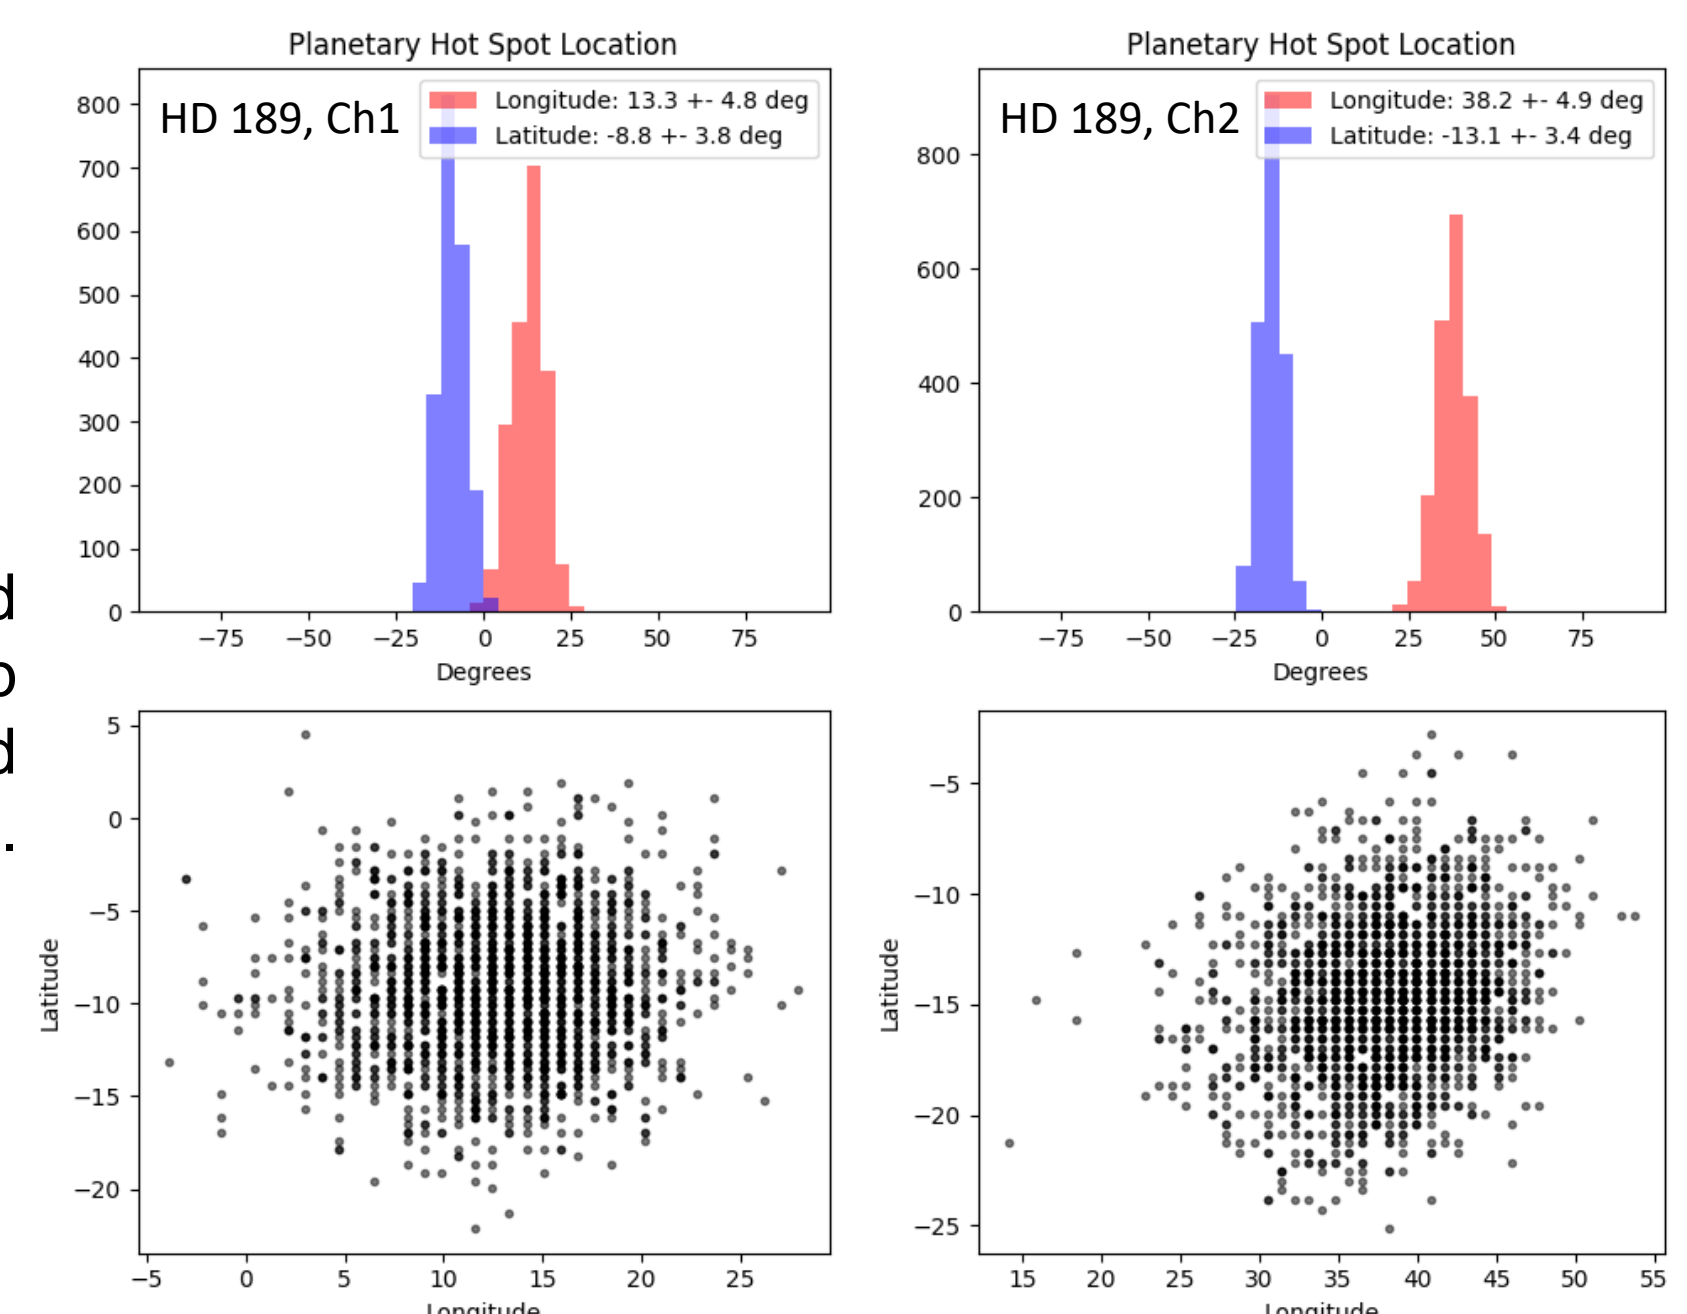 Planetary Hot Spot Location
HD 189, Ch1
Longitude: 13.3 +- 4.8 deg
Latitude: -8.8 +- 3.8 deg
800
700
600
500
400
300
200
100
0
−75 −50 −25 0 25 50 75
Degrees
Planetary Hot Spot Location
HD 189, Ch2
Longitude: 38.2 +- 4.9 deg
Latitude: -13.1 +- 3.4 deg
800
600
400
200
0
−75 −50 −25 0 25 50 75
Degrees
d
d
.
Latitude
5
0
−5
−10
−15
−20
−5 0 5 10 15 20 25
Longitude
Latitude
−5
−10
−15
−20
−25
15 20 25 30 35 40 45 50 55
Longitude